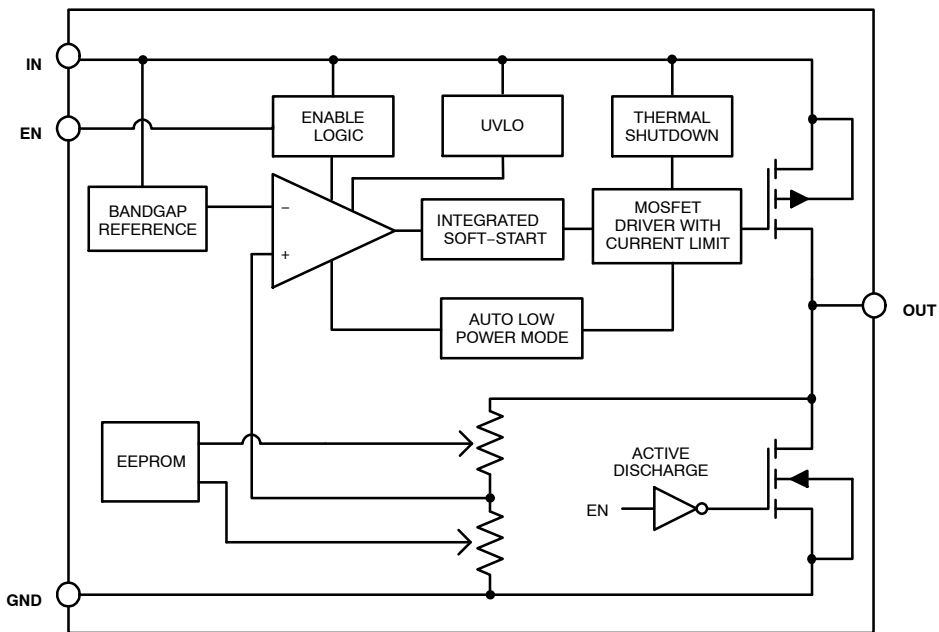 IN
EN
ENABLE
LOGIC
UVLO
THERMAL
SHUTDOWN
BANDGAP
REFERENCE
−
+
INTEGRATED
SOFT−START
MOSFET
DRIVER WITH
CURRENT LIMIT
AUTO LOW
POWER MODE
OUT
EEPROM
ACTIVE
DISCHARGE
EN
GND